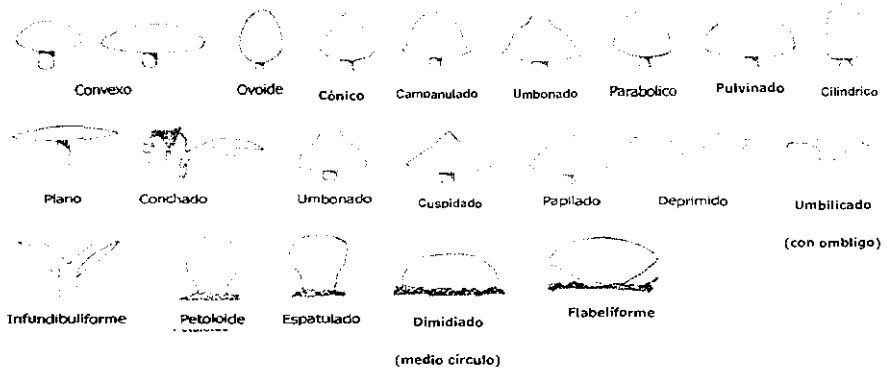 Convexo Ovoide Cónico Campanulado Umbonado Parabolico Pulvinado Cilindrico
Plano Conchado Umbonado Cuspidado Papilado Deprimido Umbilicado
(con ombligo)
Infundibuliforme Petoloide Espatulado Dimidiado Flabeliforme
(medio circulo)